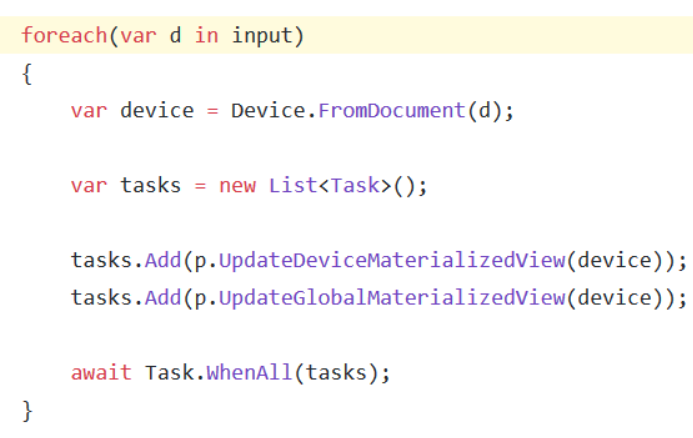 foreach(var d in input)
{
    var device = Device.FromDocument(d);
    var tasks = new List<Task>();
    tasks.Add(p.UpdateDeviceMaterializedView(device));
    tasks.Add(p.UpdateGlobalMaterializedView(device));
    await Task.WhenAll(tasks);
}